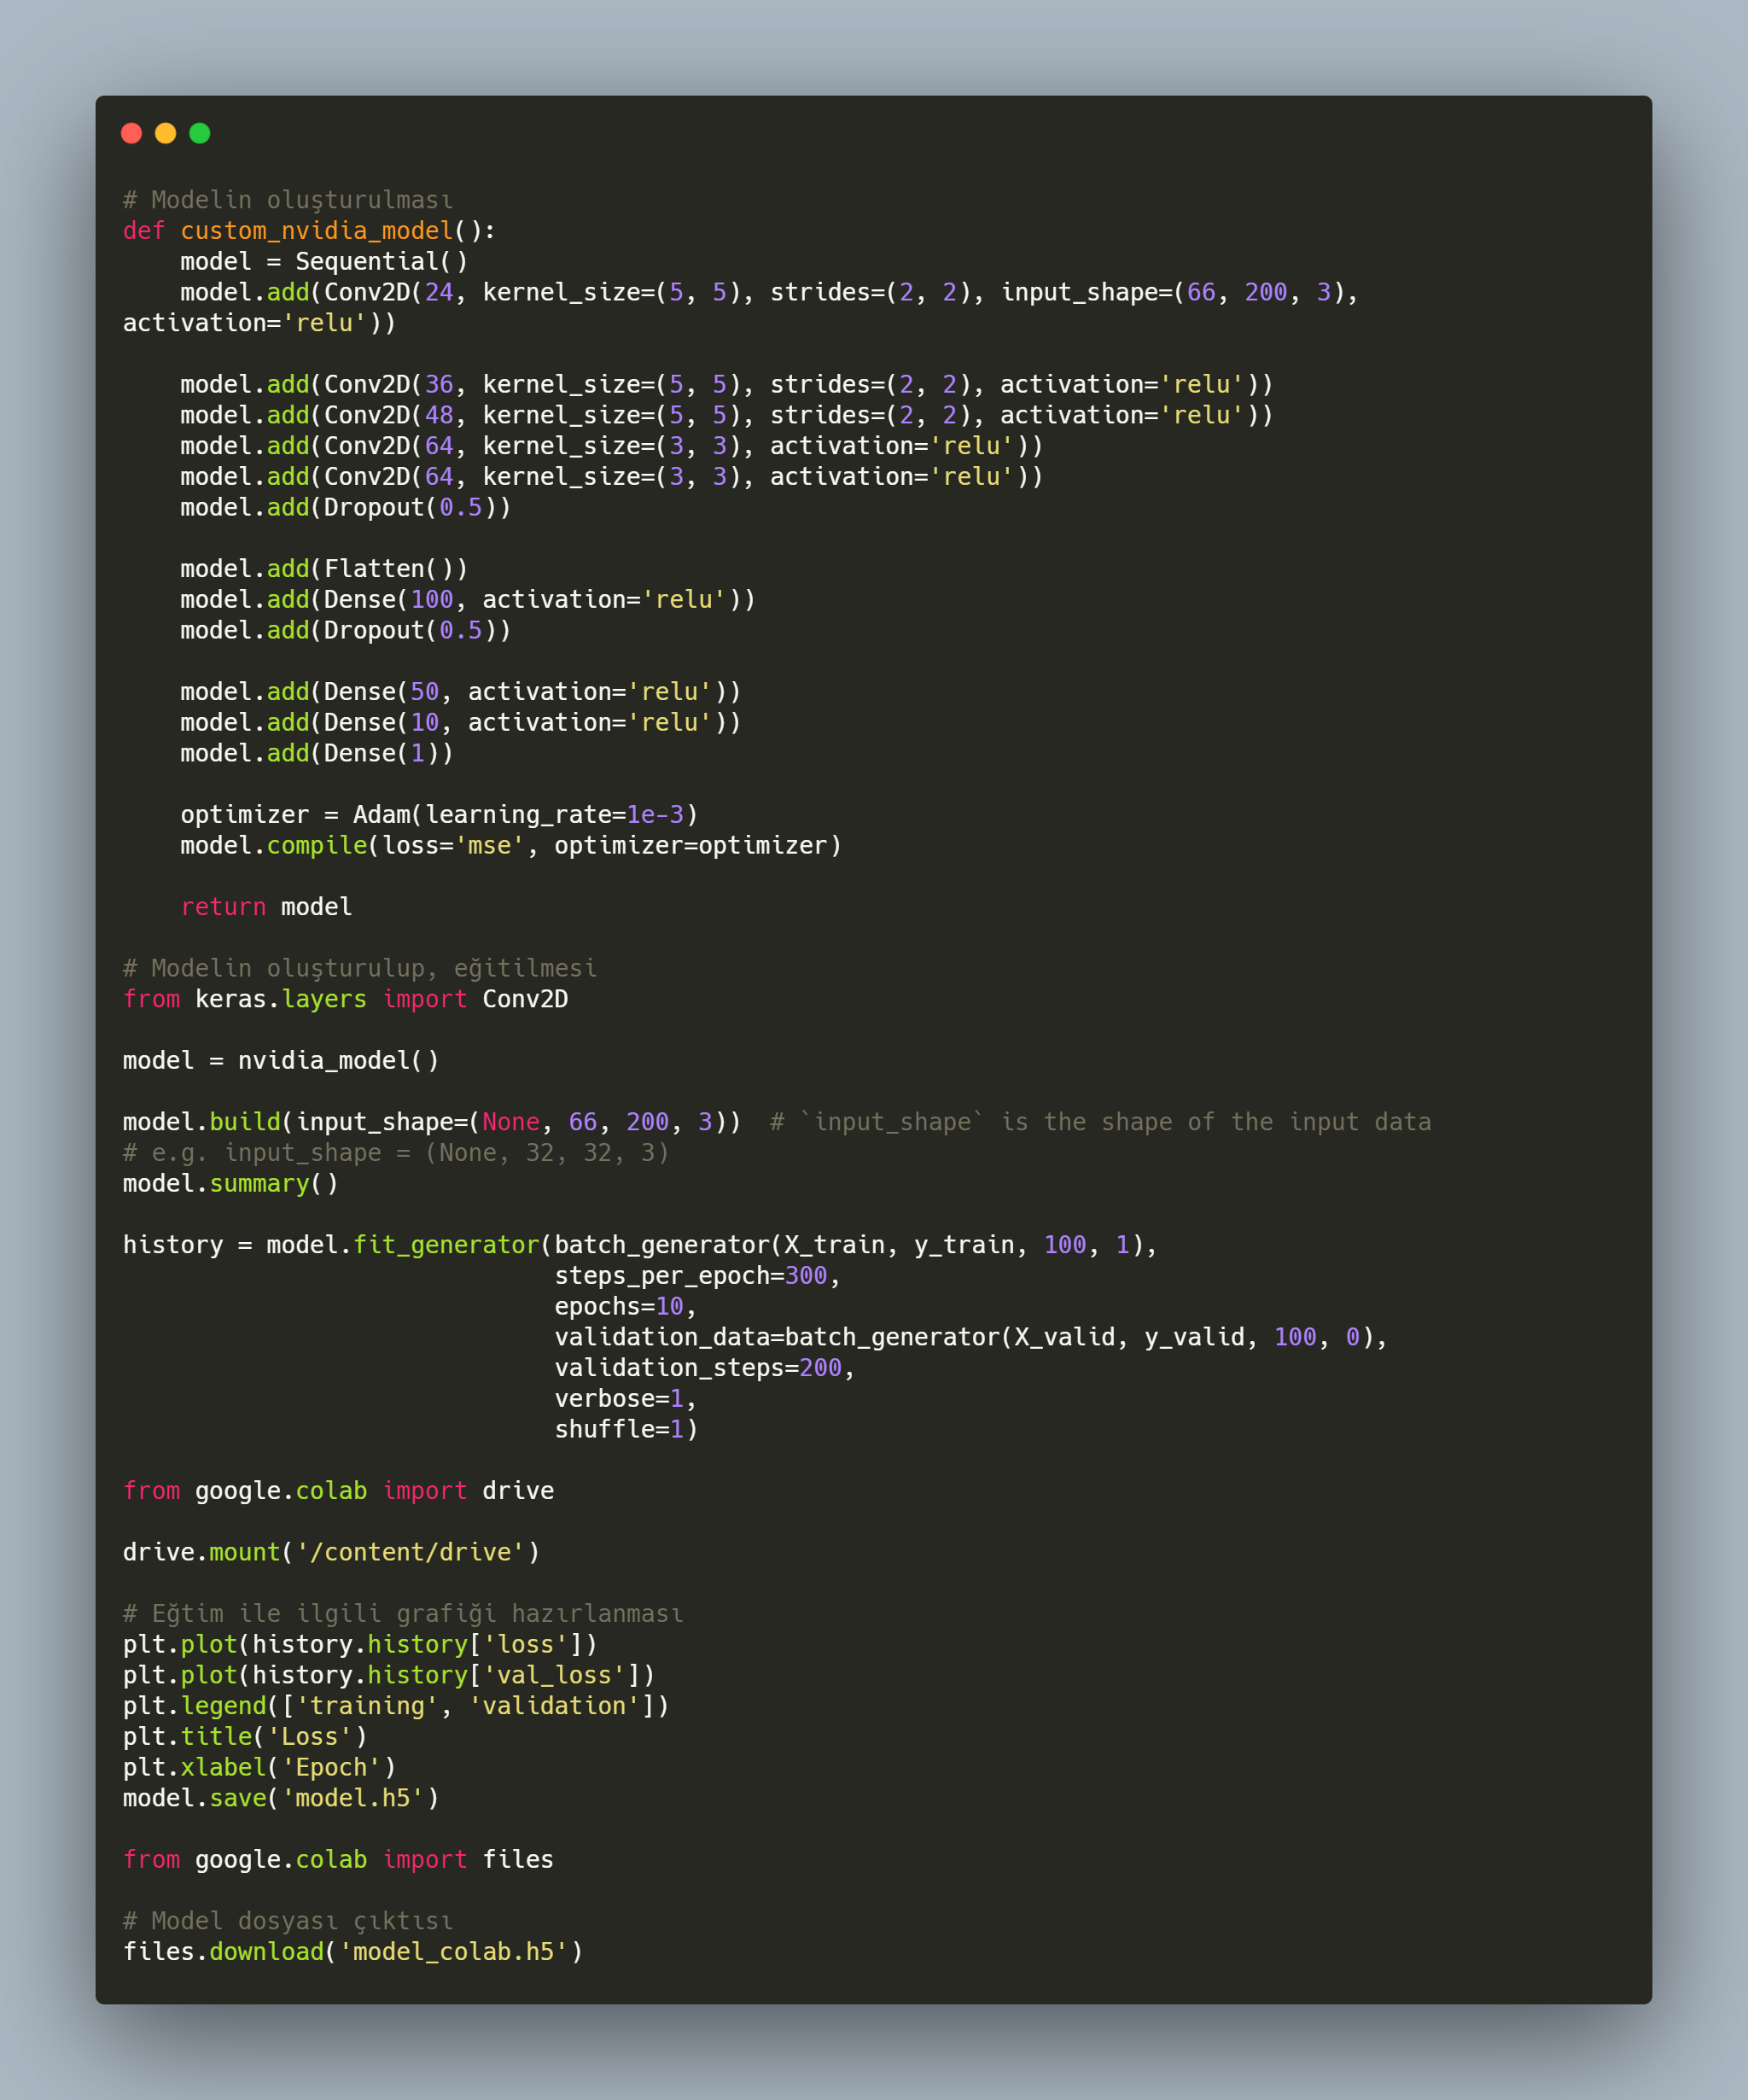 # Modelin oluşturulması
def custom_nvidia_model():
    model = Sequential()
    model.add(Conv2D(24, kernel_size=(5, 5), strides=(2, 2), input_shape=(66, 200, 3),
activation='relu'))

    model.add(Conv2D(36, kernel_size=(5, 5), strides=(2, 2), activation='relu'))
    model.add(Conv2D(48, kernel_size=(5, 5), strides=(2, 2), activation='relu'))
    model.add(Conv2D(64, kernel_size=(3, 3), activation='relu'))
    model.add(Conv2D(64, kernel_size=(3, 3), activation='relu'))
    model.add(Dropout(0.5))

    model.add(Flatten())
    model.add(Dense(100, activation='relu'))
    model.add(Dropout(0.5))

    model.add(Dense(50, activation='relu'))
    model.add(Dense(10, activation='relu'))
    model.add(Dense(1))

    optimizer = Adam(learning_rate=1e-3)
    model.compile(loss='mse', optimizer=optimizer)

    return model

# Modelin oluşturulup, eğitilmesi
from keras.layers import Conv2D

model = nvidia_model()

model.build(input_shape=(None, 66, 200, 3))  # `input_shape` is the shape of the input data
# e.g. input_shape = (None, 32, 32, 3)
model.summary()

history = model.fit_generator(batch_generator(X_train, y_train, 100, 1),
                              steps_per_epoch=300,
                              epochs=10,
                              validation_data=batch_generator(X_valid, y_valid, 100, 0),
                              validation_steps=200,
                              verbose=1,
                              shuffle=1)

from google.colab import drive

drive.mount('/content/drive')

# Eğtim ile ilgili grafiği hazırlanması
plt.plot(history.history['loss'])
plt.plot(history.history['val_loss'])
plt.legend(['training', 'validation'])
plt.title('Loss')
plt.xlabel('Epoch')
model.save('model.h5')

from google.colab import files

# Model dosyası çıktısı
files.download('model_colab.h5')